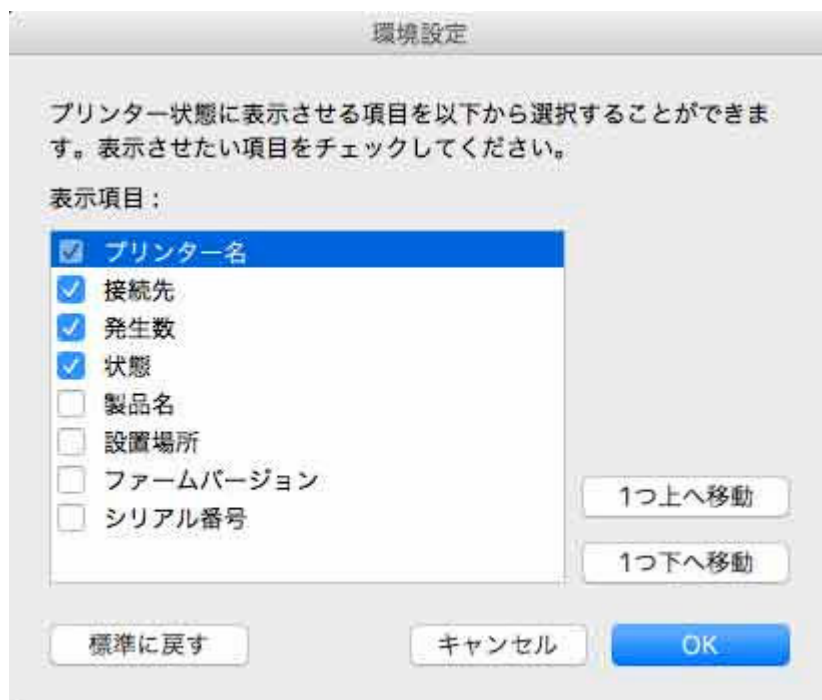 環境設定
プリンター状態に表示させる項目を以下から選択することができま
す。表示させたい項目をチェックしてください。
表示項目：
プリンター名
接続先
発生数
状態
製品名
設置場所
ファームバージョン
シリアル番号
1つ上へ移動
1つ下へ移動
標準に戻す
キャンセル
OK